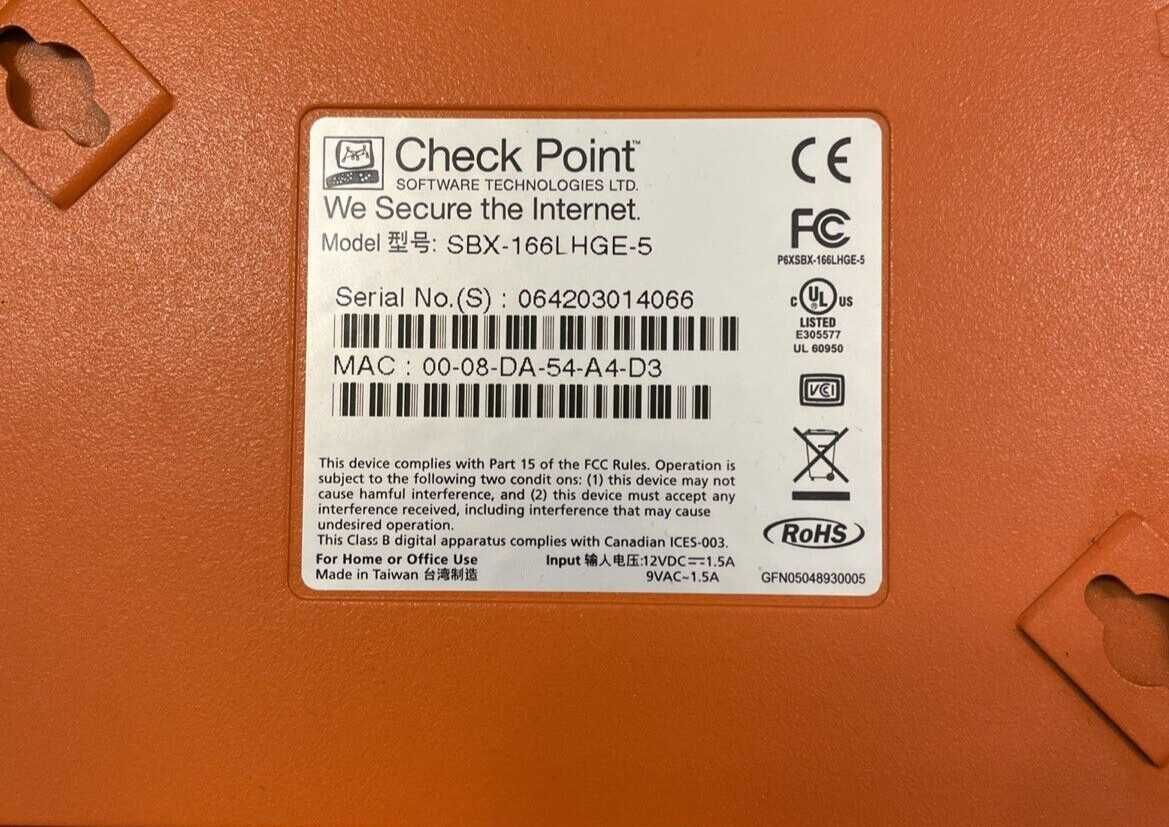 Check Point™
SOFTWARE TECHNOLOGIES LTD.
We Secure the Internet.
Model 型号: SBX-166LHGE-5
Serial No.(S) : 064203014066
MAC : 00-08-DA-54-A4-D3
This device complies with Part 15 of the FCC Rules. Operation is
subject to the following two condit ons: (1) this device may not
cause harmful interference, and (2) this device must accept any
interference received, including interference that may cause
undesired operation.
This Class B digital apparatus complies with Canadian ICES-003.
For Home or Office Use
Made in Taiwan 台湾制造
Input 输入电压:12VDC⎓1.5A
9VAC~1.5A
CE
FC
P6XSBX-166LHGE-5
c UL US
®
LISTED
E305577
UL 60950
VCI
RoHS
GFN05048930005